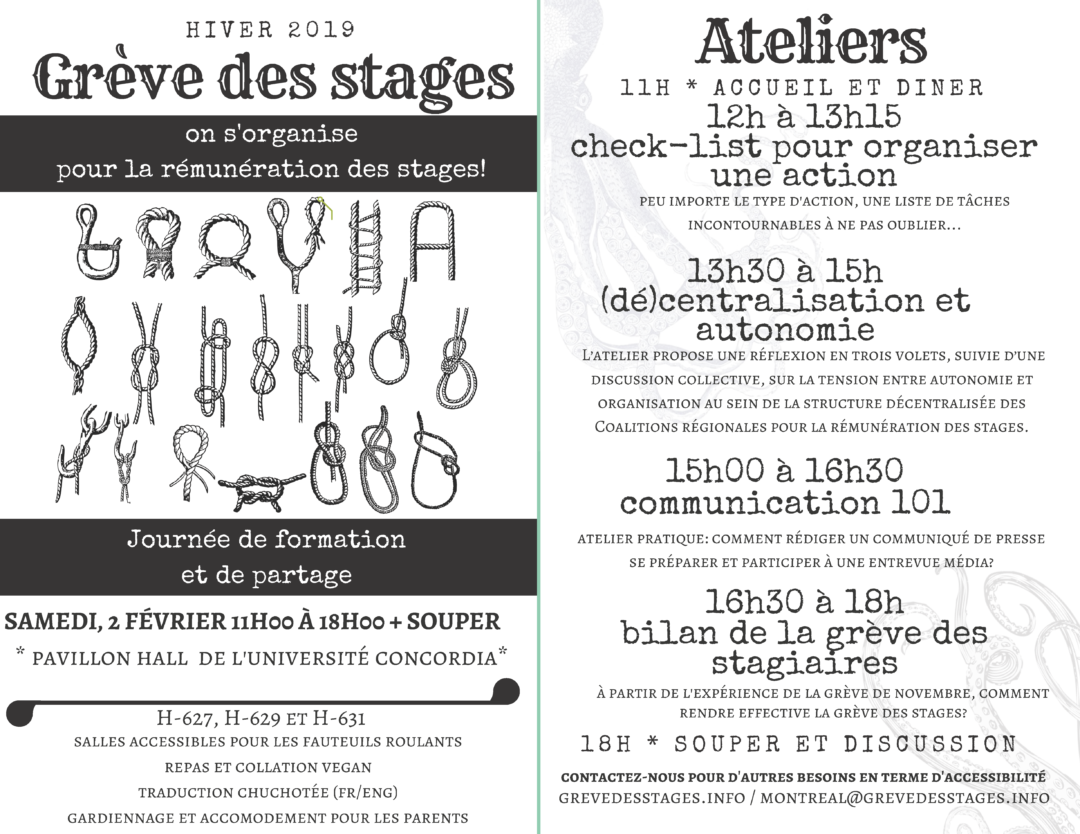 HIVER 2019
Grève des stages
on s'organise
pour la rémunération des stages!
Journée de formation
et de partage
SAMEDI, 2 FÉVRIER 11H00 À 18H00 + SOUPER
* PAVILLON HALL DE L'UNIVERSITÉ CONCORDIA*
H-627, H-629 ET H-631
SALLES ACCESSIBLES POUR LES FAUTEUILS ROULANTS
REPAS ET COLLATION VEGAN
TRADUCTION CHUCHOTÉE (FR/ENG)
GARDIENNAGE ET ACCOMODEMENT POUR LES PARENTS
Ateliers
11H * ACCUEIL ET DINER
12h à 13h15
check-list pour organiser
une action
PEU IMPORTE LE TYPE D'ACTION, UNE LISTE DE TÂCHES
INCONTOURNABLES À NE PAS OUBLIER...
13h30 à 15h
(dé)centralisation et
autonomie
L'ATELIER PROPOSE UNE RÉFLEXION EN TROIS VOLETS, SUIVIE D'UNE
DISCUSSION COLLECTIVE, SUR LA TENSION ENTRE AUTONOMIE ET
ORGANISATION AU SEIN DE LA STRUCTURE DÉCENTRALISÉE DES
COALITIONS RÉGIONALES POUR LA RÉMUNÉRATION DES STAGES.
15h00 à 16h30
communication 101
ATELIER PRATIQUE: COMMENT RÉDIGER UN COMMUNIQUÉ DE PRESSE
SE PRÉPARER ET PARTICIPER À UNE ENTREVUE MÉDIA?
16h30 à 18h
bilan de la grève des
stagiaires
À PARTIR DE L'EXPÉRIENCE DE LA GRÈVE DE NOVEMBRE, COMMENT
RENDRE EFFECTIVE LA GRÈVE DES STAGES?
18H * SOUPER ET DISCUSSION
CONTACTEZ-NOUS POUR D'AUTRES BESOINS EN TERME D'ACCESSIBILITÉ
GREVEDESSTAGES.INFO / MONTREAL@GREVEDESSTAGES.INFO